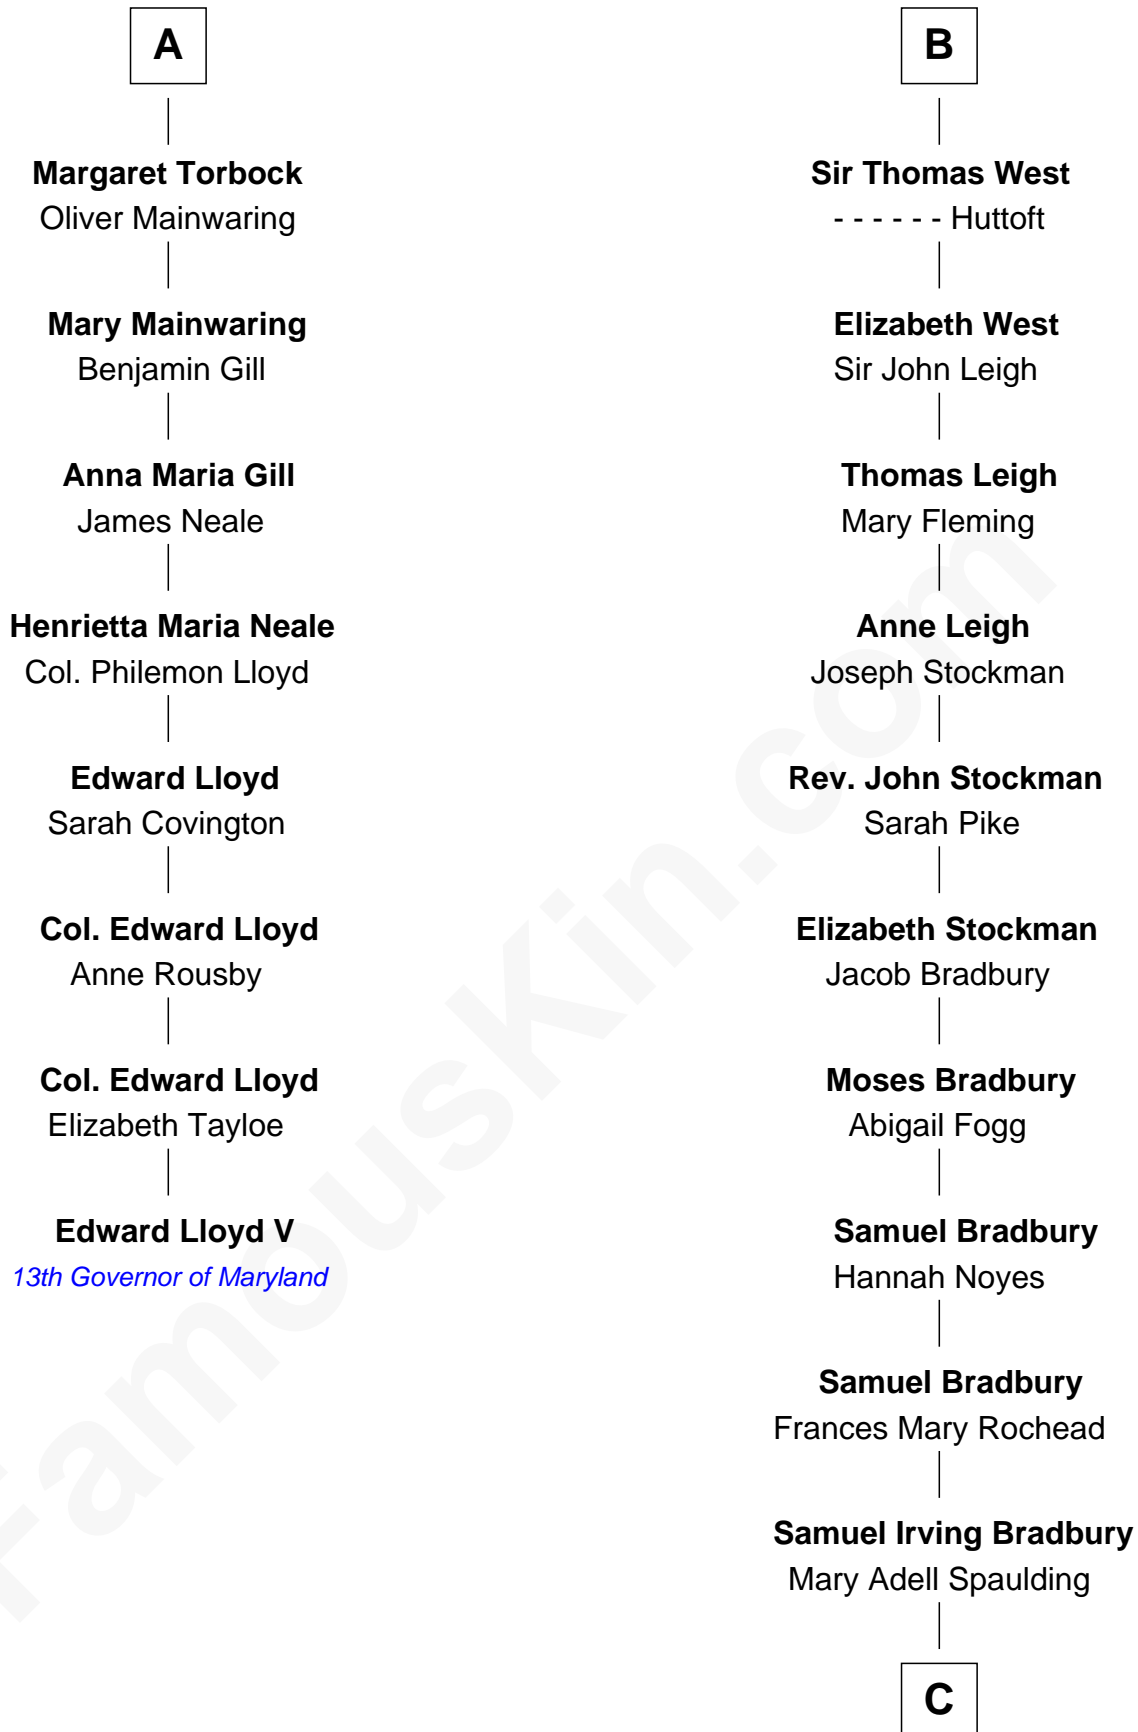 A
Margaret Torbock
Oliver Mainwaring
Mary Mainwaring
Benjamin Gill
Anna Maria Gill
James Neale
Henrietta Maria Neale
Col. Philemon Lloyd
Edward Lloyd
Sarah Covington
Col. Edward Lloyd
Anne Rousby
Col. Edward Lloyd
Elizabeth Tayloe
Edward Lloyd V
13th Governor of Maryland
B
Sir Thomas West
- - - - - - Huttoft
Elizabeth West
Sir John Leigh
Thomas Leigh
Mary Fleming
Anne Leigh
Joseph Stockman
Rev. John Stockman
Sarah Pike
Elizabeth Stockman
Jacob Bradbury
Moses Bradbury
Abigail Fogg
Samuel Bradbury
Hannah Noyes
Samuel Bradbury
Frances Mary Rochead
Samuel Irving Bradbury
Mary Adell Spaulding
C
FamousKin.com